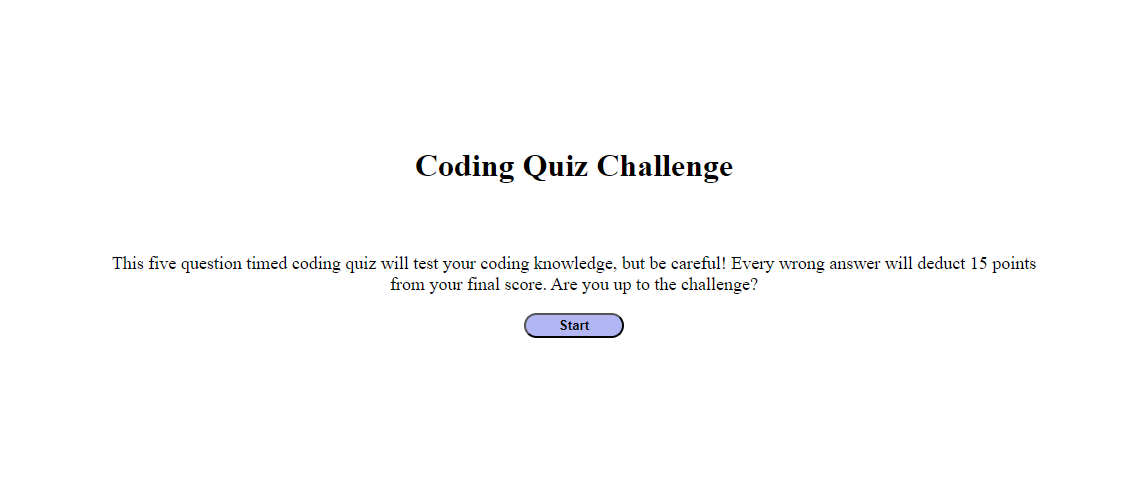 Coding Quiz Challenge
This five question timed coding quiz will test your coding knowledge, but be careful! Every wrong answer will deduct 15 points
from your final score. Are you up to the challenge?
Start